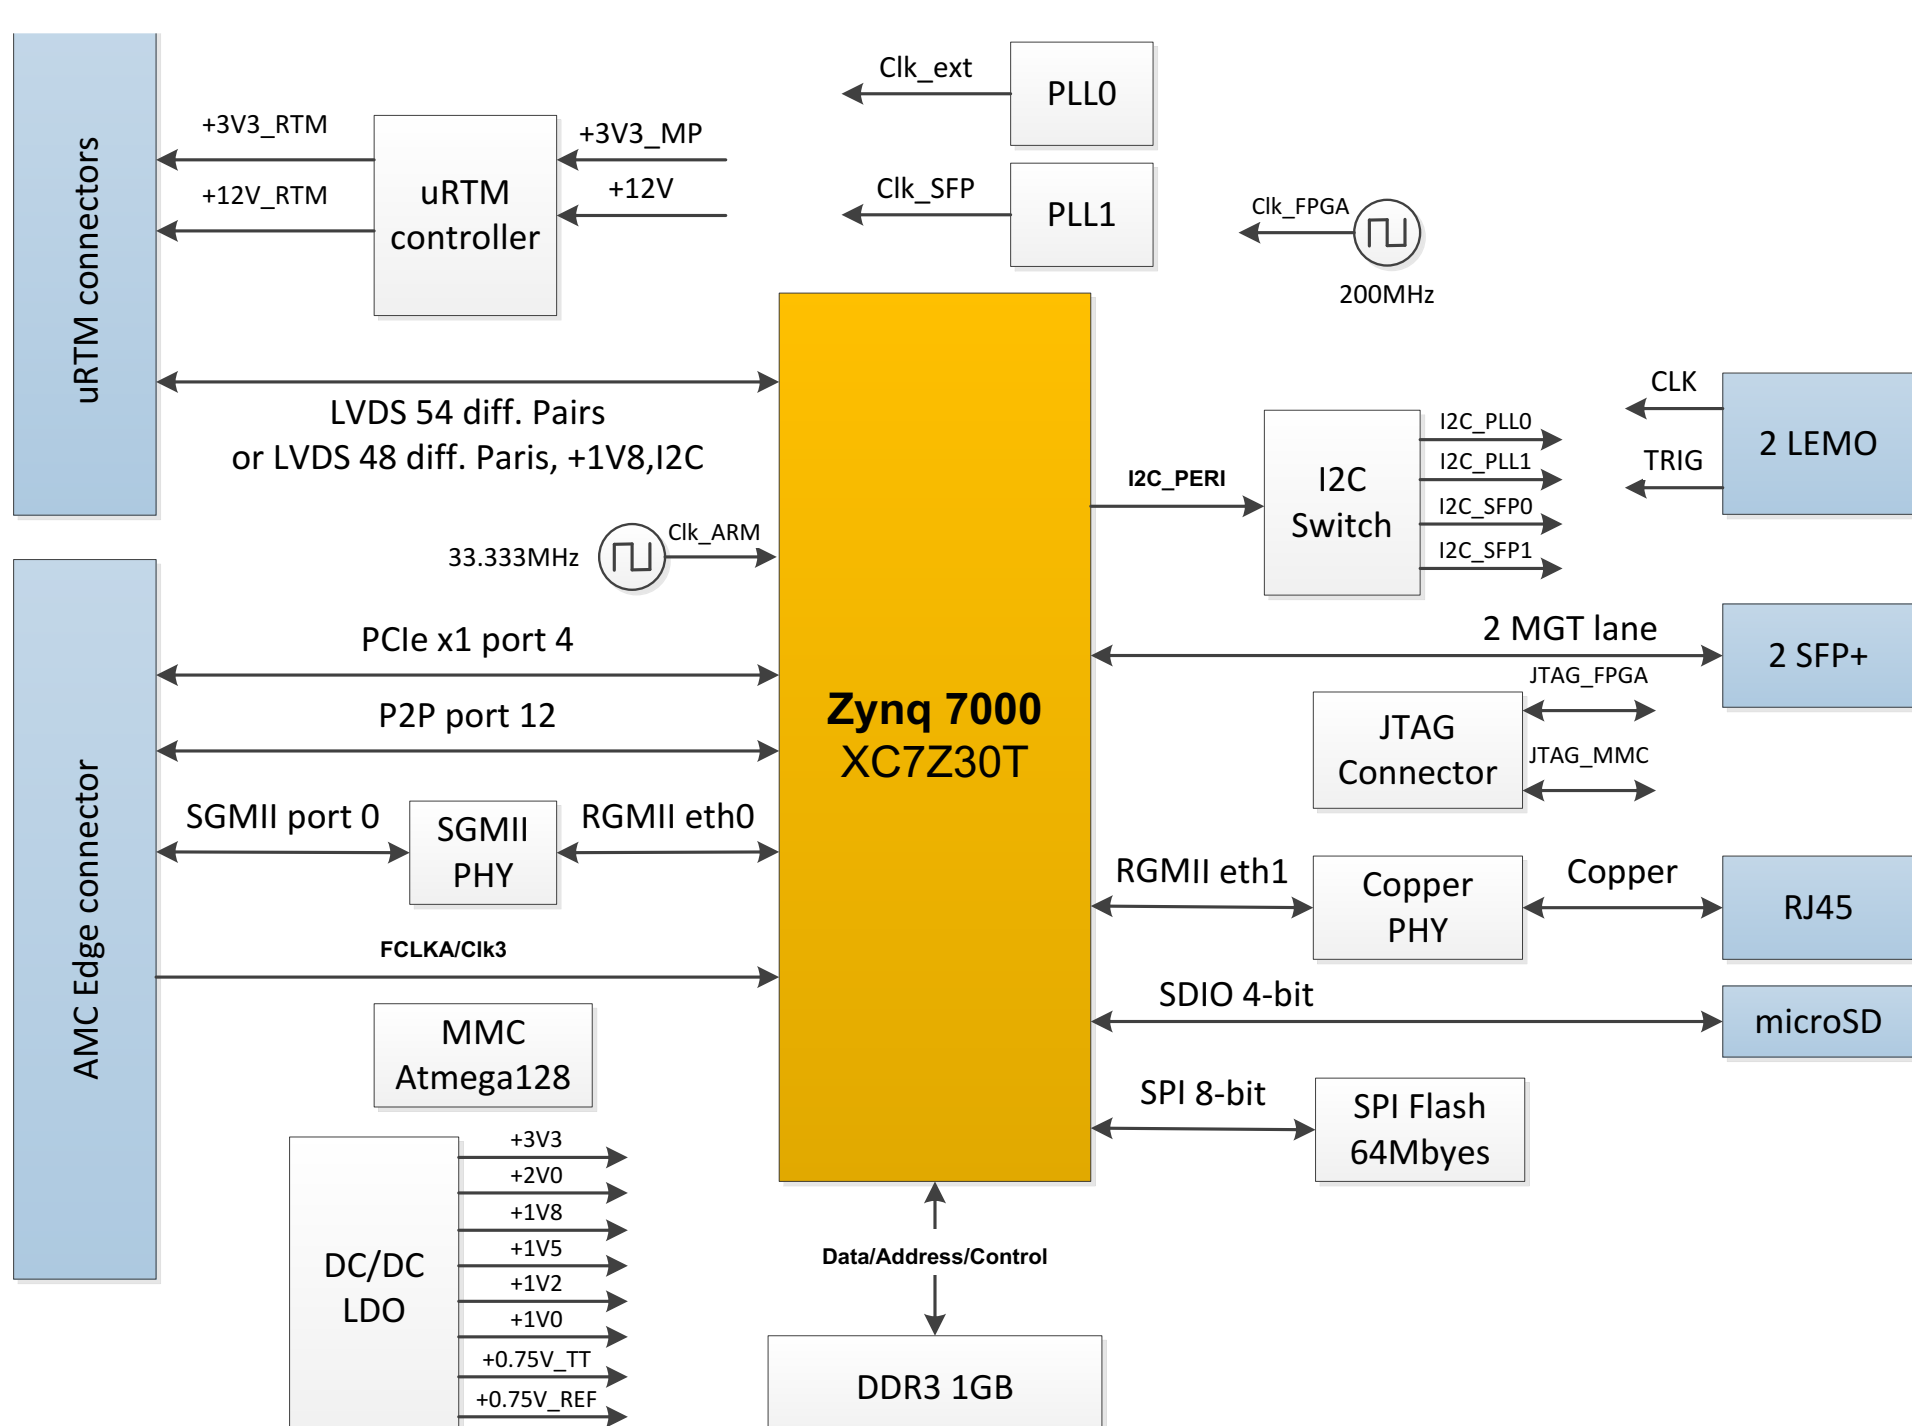 uRTM connectors
+3V3_RTM
+12V_RTM
uRTM
controller
+3V3_MP
+12V
Clk_ext
PLL0
Clk_SFP
PLL1
Clk_FPGA
200MHz
LVDS 54 diff. Pairs
or LVDS 48 diff. Paris, +1V8,I2C
33.333MHz
Clk_ARM
I2C_PERI
I2C
Switch
I2C_PLL0
I2C_PLL1
I2C_SFP0
I2C_SFP1
CLK
TRIG
2 LEMO
AMC Edge connector
PCIe x1 port 4
P2P port 12
SGMII port 0
SGMII
PHY
RGMII eth0
FCLKA/Clk3
Zynq 7000
XC7Z30T
2 MGT lane
2 SFP+
JTAG
Connector
JTAG_FPGA
JTAG_MMC
RGMII eth1
Copper
PHY
Copper
RJ45
SDIO 4-bit
microSD
SPI 8-bit
SPI Flash
64Mbyes
MMC
Atmega128
DC/DC
LDO
+3V3
+2V0
+1V8
+1V5
+1V2
+1V0
+0.75V_TT
+0.75V_REF
Data/Address/Control
DDR3 1GB